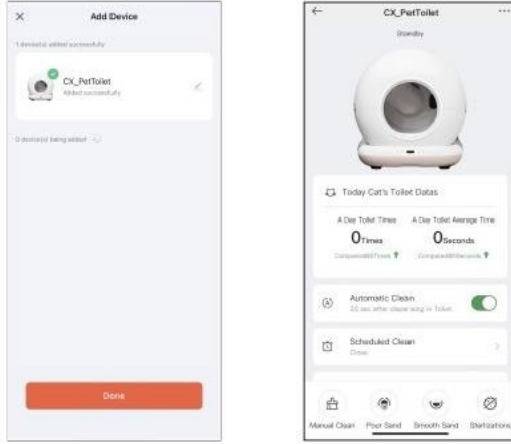 Add Device
1 device(s) added successfully
CX_PetToilet
Added successfully
0 device(s) being added
Done
CX_PetToilet
Standby
Today Cat's Toilet Datas
A Day Toilet Times
A Day Toilet Average Time
0Times
0Seconds
Automatic Clean
Scheduled Clean
Close
Manual Clean
Poor Sand
Smooth Sand
Sterlizations